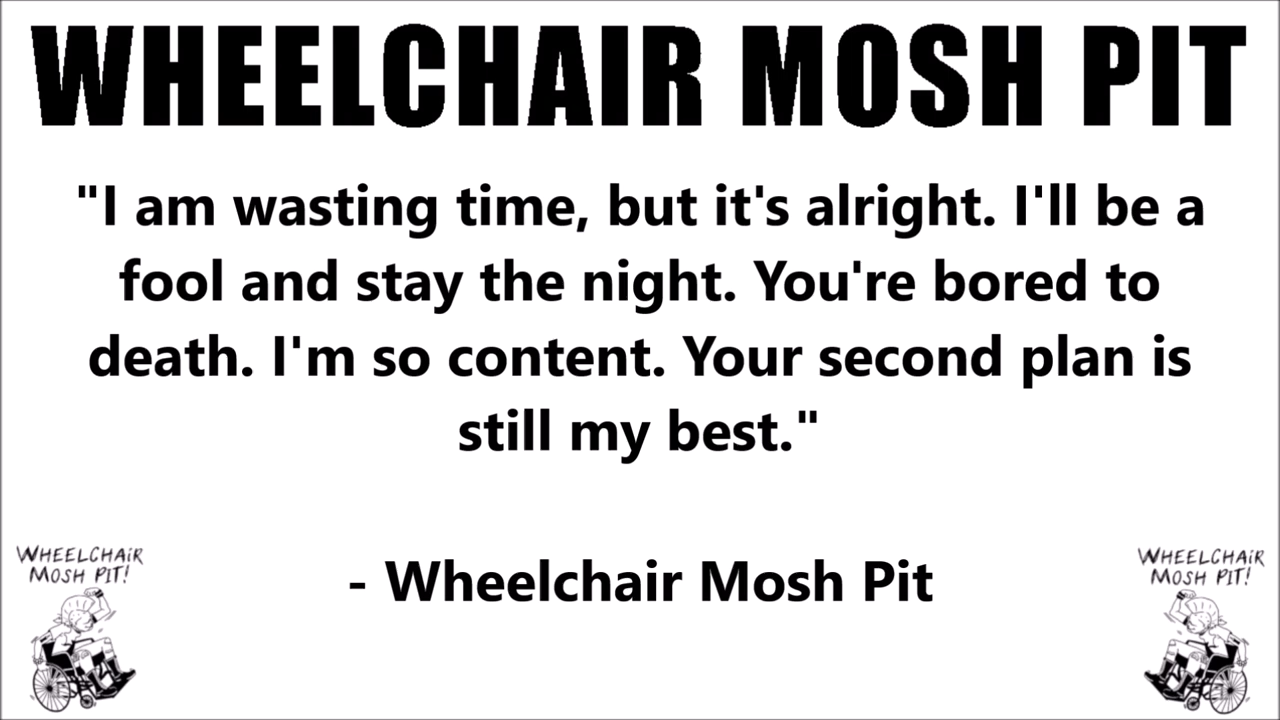 WHEELCHAIR MOSH PIT
"I am wasting time, but it's alright. I'll be a
fool and stay the night. You're bored to
death. I'm so content. Your second plan is
still my best."
- Wheelchair Mosh Pit
WHEELCHAiR
MOSH PiT!
WHEELCHAiR
MOSH PiT!